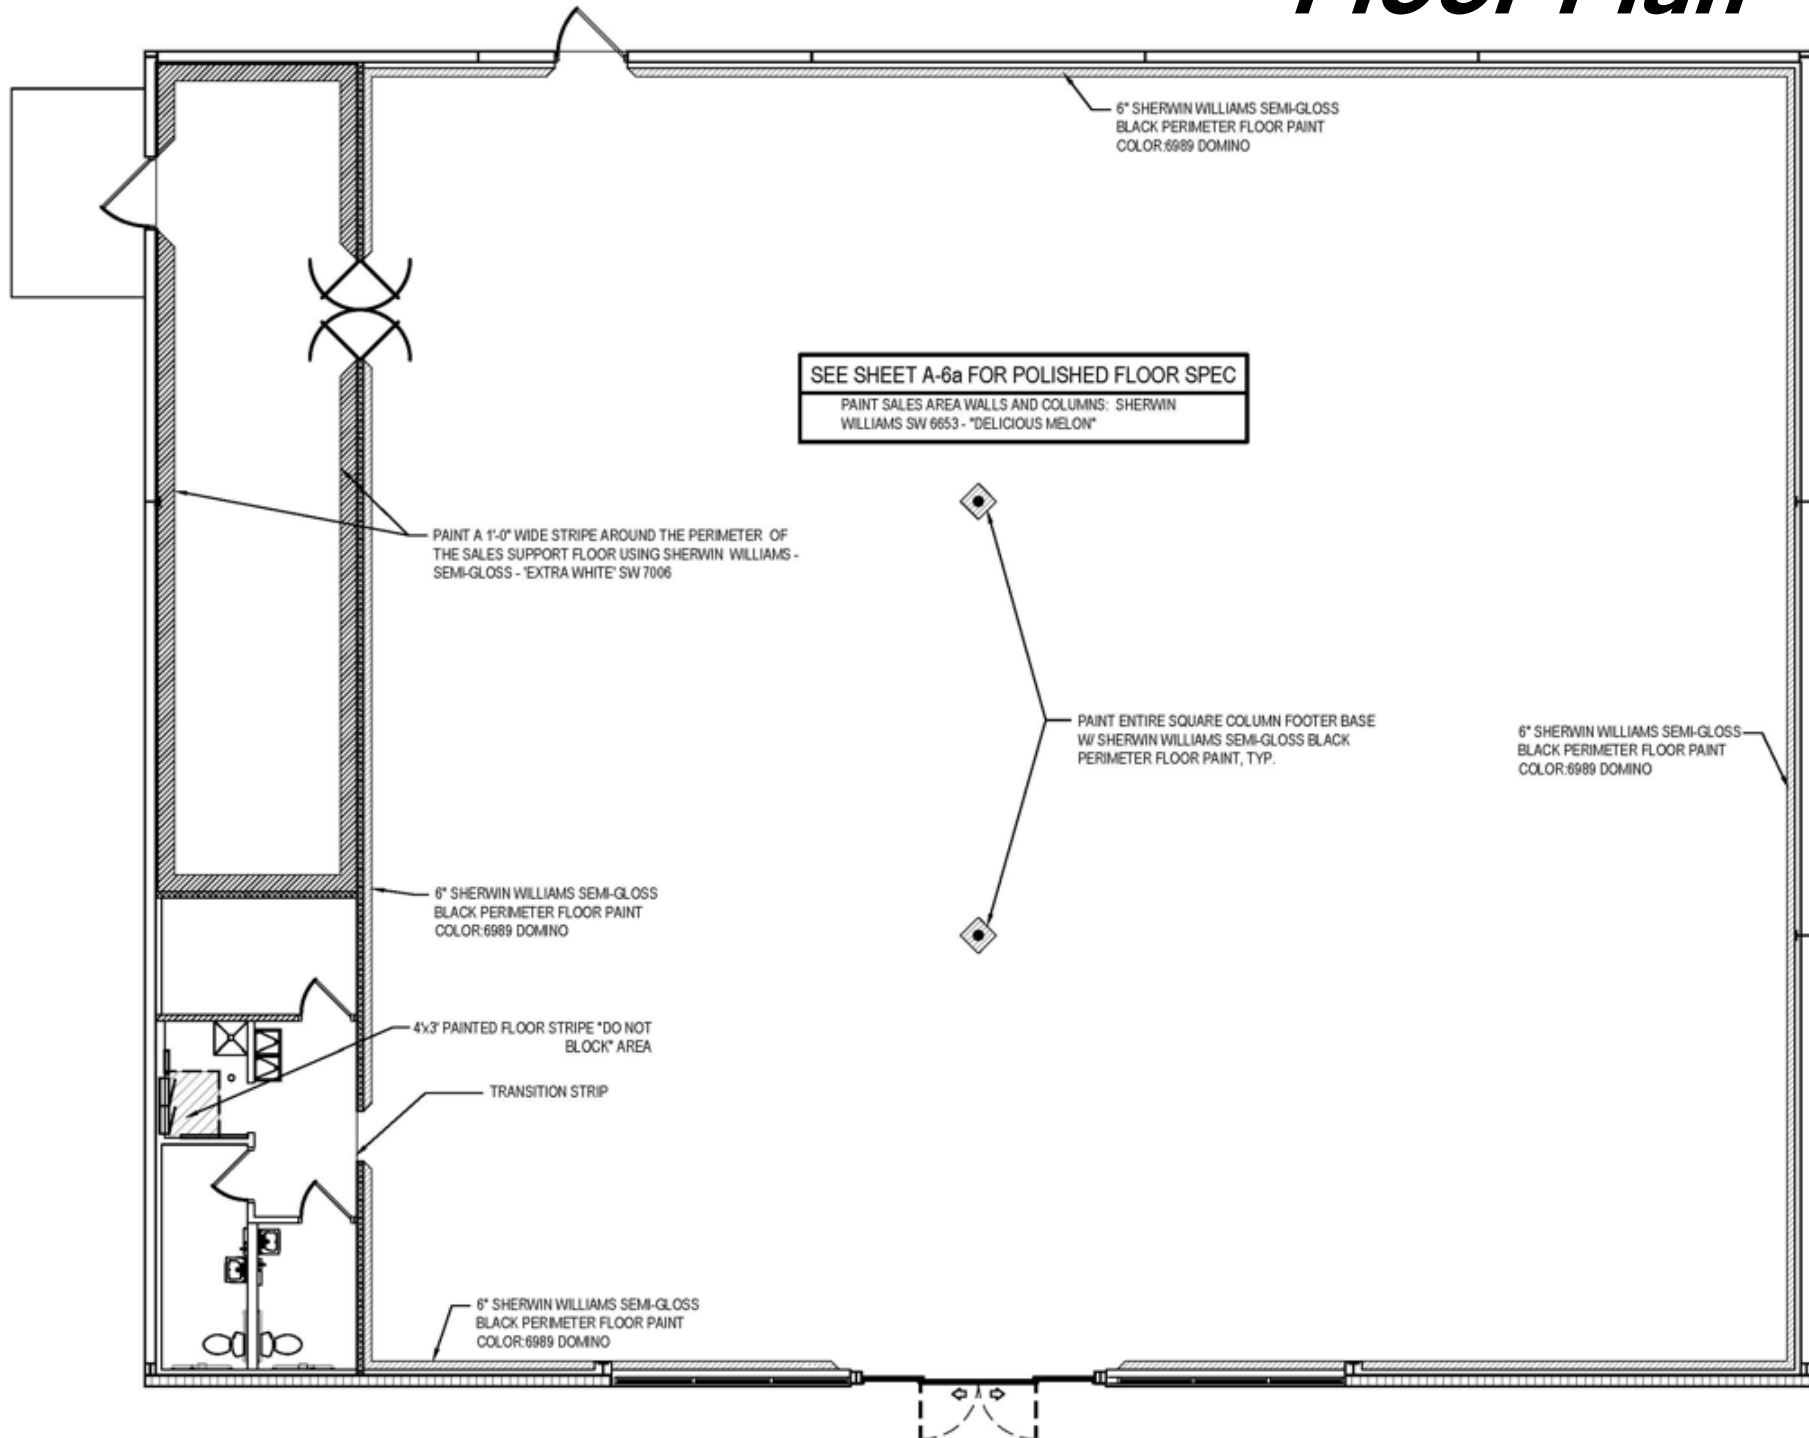 Floor Plan
6" SHERWIN WILLIAMS SEMI-GLOSS
BLACK PERIMETER FLOOR PAINT
COLOR:6989 DOMINO
SEE SHEET A-6a FOR POLISHED FLOOR SPEC
PAINT SALES AREA WALLS AND COLUMNS: SHERWIN
WILLIAMS SW 6653 - "DELICIOUS MELON"
PAINT A 1'-0" WIDE STRIPE AROUND THE PERIMETER OF
THE SALES SUPPORT FLOOR USING SHERWIN WILLIAMS -
SEMI-GLOSS - 'EXTRA WHITE' SW 7006
PAINT ENTIRE SQUARE COLUMN FOOTER BASE
W/ SHERWIN WILLIAMS SEMI-GLOSS BLACK
PERIMETER FLOOR PAINT, TYP.
6" SHERWIN WILLIAMS SEMI-GLOSS
BLACK PERIMETER FLOOR PAINT
COLOR:6989 DOMINO
6" SHERWIN WILLIAMS SEMI-GLOSS
BLACK PERIMETER FLOOR PAINT
COLOR:6989 DOMINO
4'x3' PAINTED FLOOR STRIPE "DO NOT
BLOCK" AREA
TRANSITION STRIP
6" SHERWIN WILLIAMS SEMI-GLOSS
BLACK PERIMETER FLOOR PAINT
COLOR:6989 DOMINO